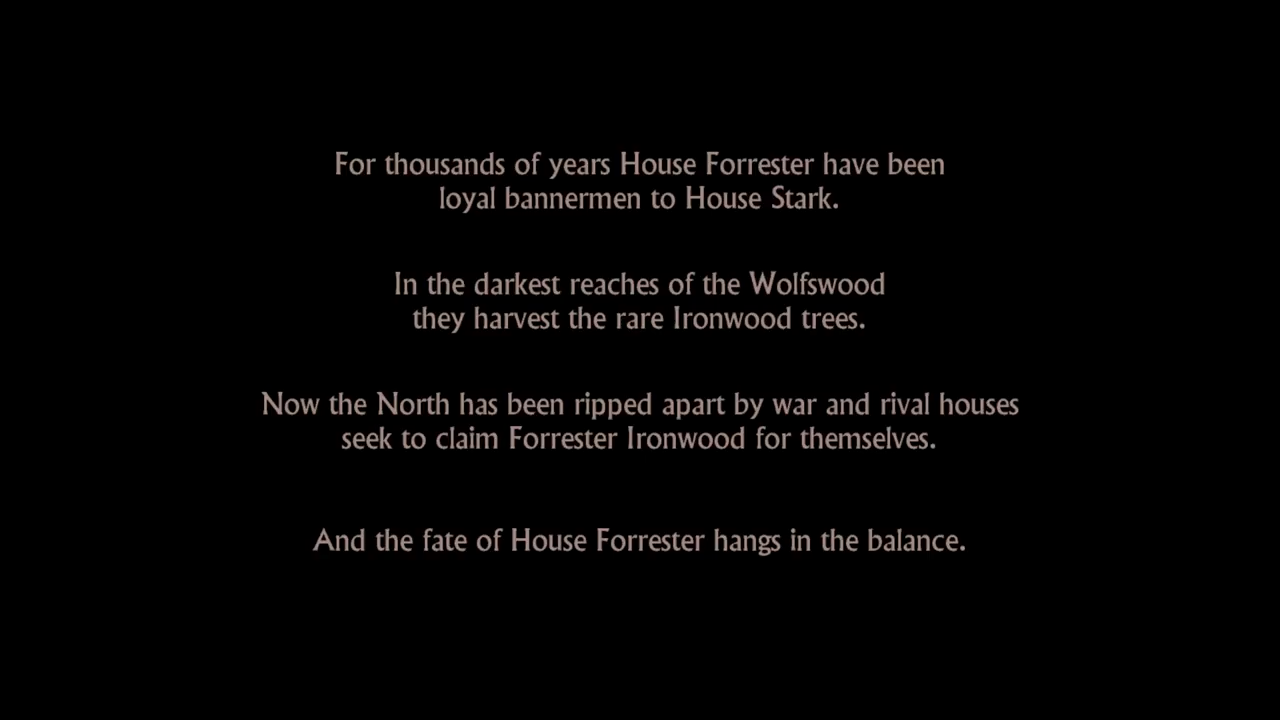 For thousands of years House Forrester have been
loyal bannermen to House Stark.
In the darkest reaches of the Wolfswood
they harvest the rare Ironwood trees.
Now the North has been ripped apart by war and rival houses
seek to claim Forrester Ironwood for themselves.
And the fate of House Forrester hangs in the balance.